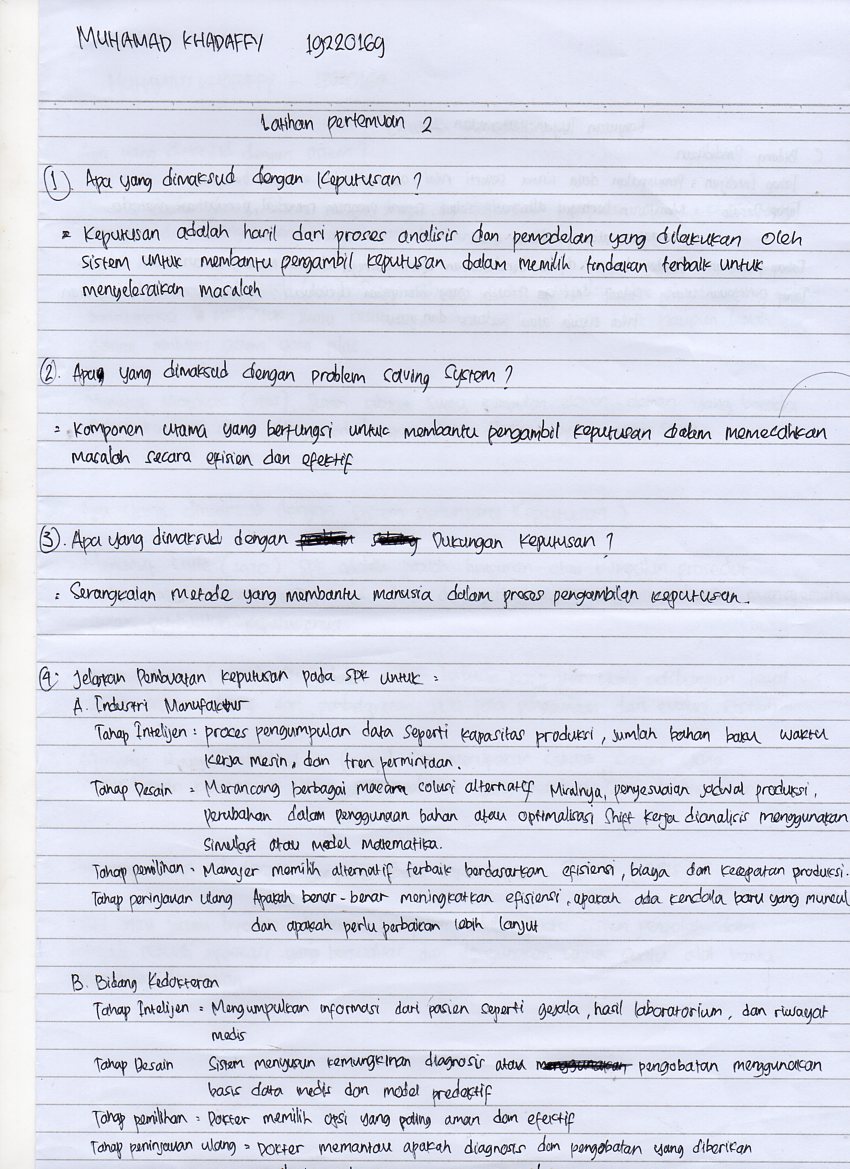 MUHAMAD KHADAFFY 19220169
Latihan pertemuan 2
1. Apa yang dimaksud dengan Keputusan ?
= Keputusan adalah hasil dari proses analisis dan pemodelan yang dilakukan oleh
sistem untuk membantu pengambil keputusan dalam memilih tindakan terbaik untuk
menyelesaikan masalah
2. Apa yang dimaksud dengan problem solving system ?
= Komponen utama yang berfungsi untuk membantu pengambil keputusan dalam memecahkan
masalah secara efisien dan efektif
3. Apa yang dimaksud dengan Dukungan Keputusan ?
= Serangkaian metode yang membantu manusia dalam proses pengambilan keputusan.
4. Jelaskan Pembuatan keputusan pada SPK untuk :
A. Industri Manufaktur
Tahap Intelijen = proses pengumpulan data seperti kapasitas produksi, jumlah bahan baku waktu
kerja mesin, dan tren permintaan.
Tahap Desain = Merancang berbagai macam solusi alternatif Misalnya, penyesuaian jadwal produksi,
perubahan dalam penggunaan bahan atau optimalisasi shift kerja dianalisis menggunakan
simulasi atau model matematika.
Tahap pemilihan = Manajer memilih alternatif terbaik berdasarkan efisiensi, biaya dan kecepatan produksi.
Tahap perinjavan ulang Apakah benar-benar meningkatkan efisiensi, apakah ada kendala baru yang muncul
dan apakah perlu perbaikan lebih lanjut
B. Bidang Kedokteran
Tahap Intelijen = Mengumpulkan informasi dari pasien seperti gejala, hasil laboratorium, dan riwayat
medis
Tahap Desain Sistem menyusun kemungkinan diagnosis atau pengobatan menggunakan
basis data medis dan model predaktif
Tahap pemilihan = Dokter memilih opsi yang paling aman dan efektif
Tahap peninjauan ulang = Dokter memantau apakah diagnosis dan pengobatan yang diberikan